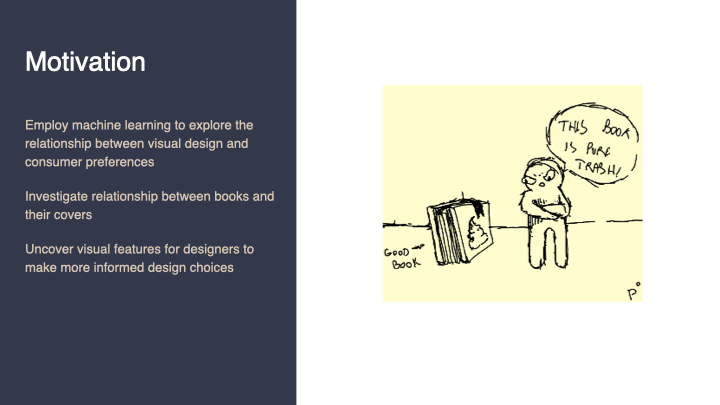 Motivation
Employ machine learning to explore the
relationship between visual design and
consumer preferences
Investigate relationship between books and
their covers
Uncover visual features for designers to
make more informed design choices
THIS BOOK
IS PURE
TRASH!
GOOD
BOOK
P